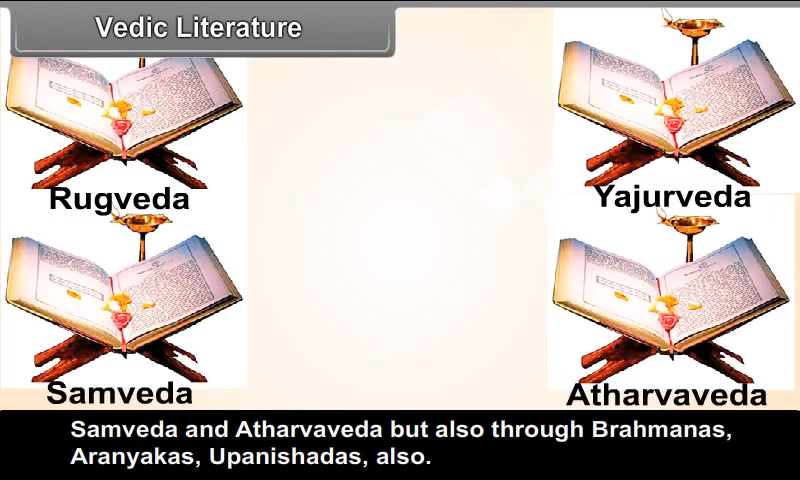 Vedic Literature
Rugveda
Yajurveda
Samveda
Atharvaveda
Samveda and Atharvaveda but also through Brahmanas,
Aranyakas, Upanishadas, also.